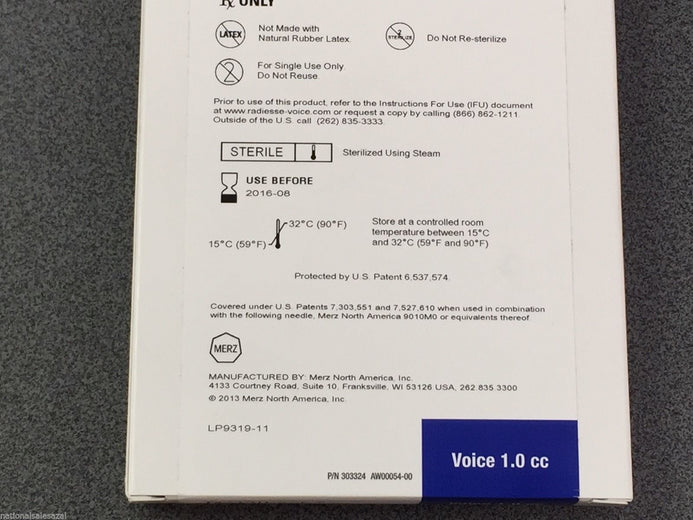 Rx ONLY
LATEX
Not Made with
Natural Rubber Latex.
2
STERILIZE
Do Not Re-sterilize
2
For Single Use Only.
Do Not Reuse.
Prior to use of this product, refer to the Instructions For Use (IFU) document
at www.radiesse-voice.com or request a copy by calling (866) 862-1211.
Outside of the U.S. call (262) 835-3333.
STERILE
Sterilized Using Steam
USE BEFORE
2016-08
32°C (90°F)
15°C (59°F)
Store at a controlled room
temperature between 15°C
and 32°C (59°F and 90°F)
Protected by U.S. Patent 6,537,574.
Covered under U.S. Patents 7,303,551 and 7,527,610 when used in combination
with the following needle, Merz North America 9010M0 or equivalents thereof
MERZ
MANUFACTURED BY: Merz North America, Inc.
4133 Courtney Road, Suite 10, Franksville, WI 53126 USA, 262.835.3300
© 2013 Merz North America, Inc.
LP9319-11
P/N 303324 AW00054-00
Voice 1.0 cc
nationalsalesazal